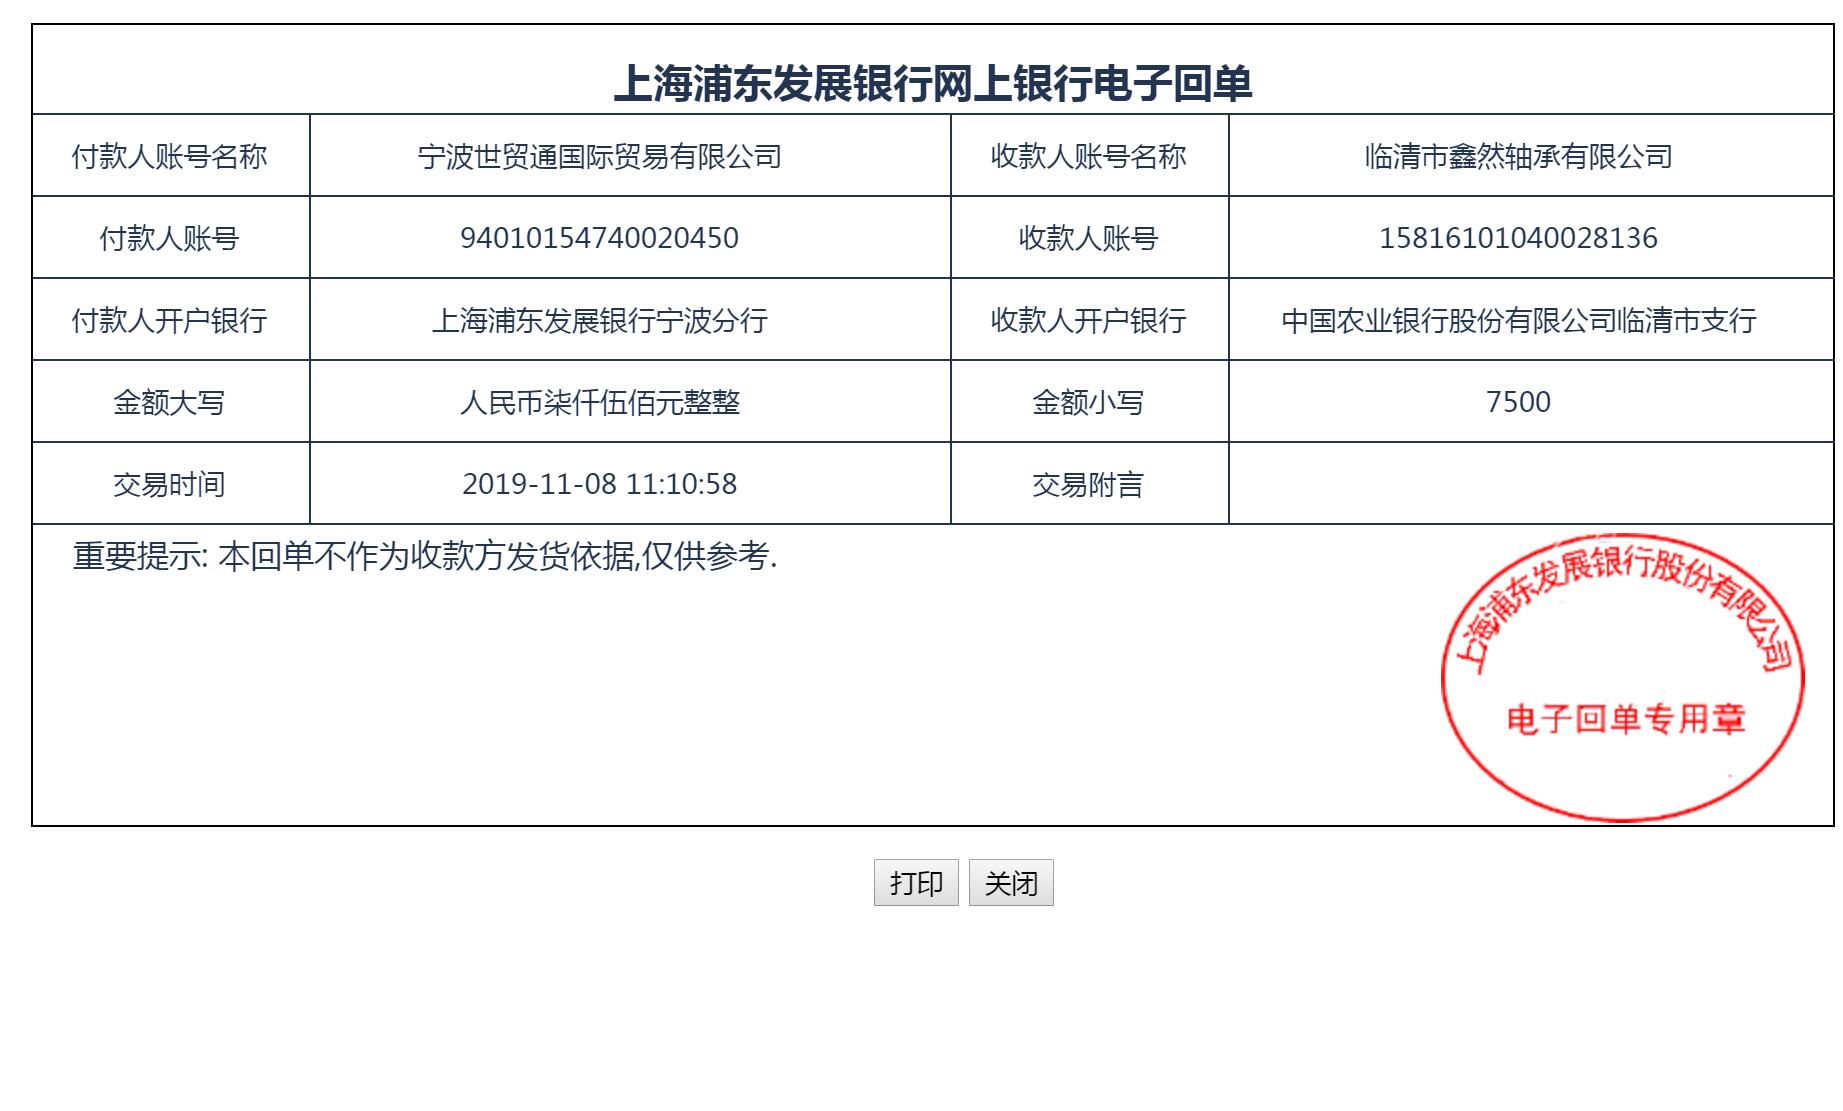 上海浦东发展银行网上银行电子回单
付款人账号名称 宁波世贸通国际贸易有限公司 收款人账号名称 临清市鑫然轴承有限公司
付款人账号 94010154740020450 收款人账号 15816101040028136
付款人开户银行 上海浦东发展银行宁波分行 收款人开户银行 中国农业银行股份有限公司临清市支行
金额大写 人民币柒仟伍佰元整整 金额小写 7500
交易时间 2019-11-08 11:10:58 交易附言
重要提示: 本回单不作为收款方发货依据,仅供参考.
上海浦东发展银行股份有限公司
电子回单专用章
打印 关闭